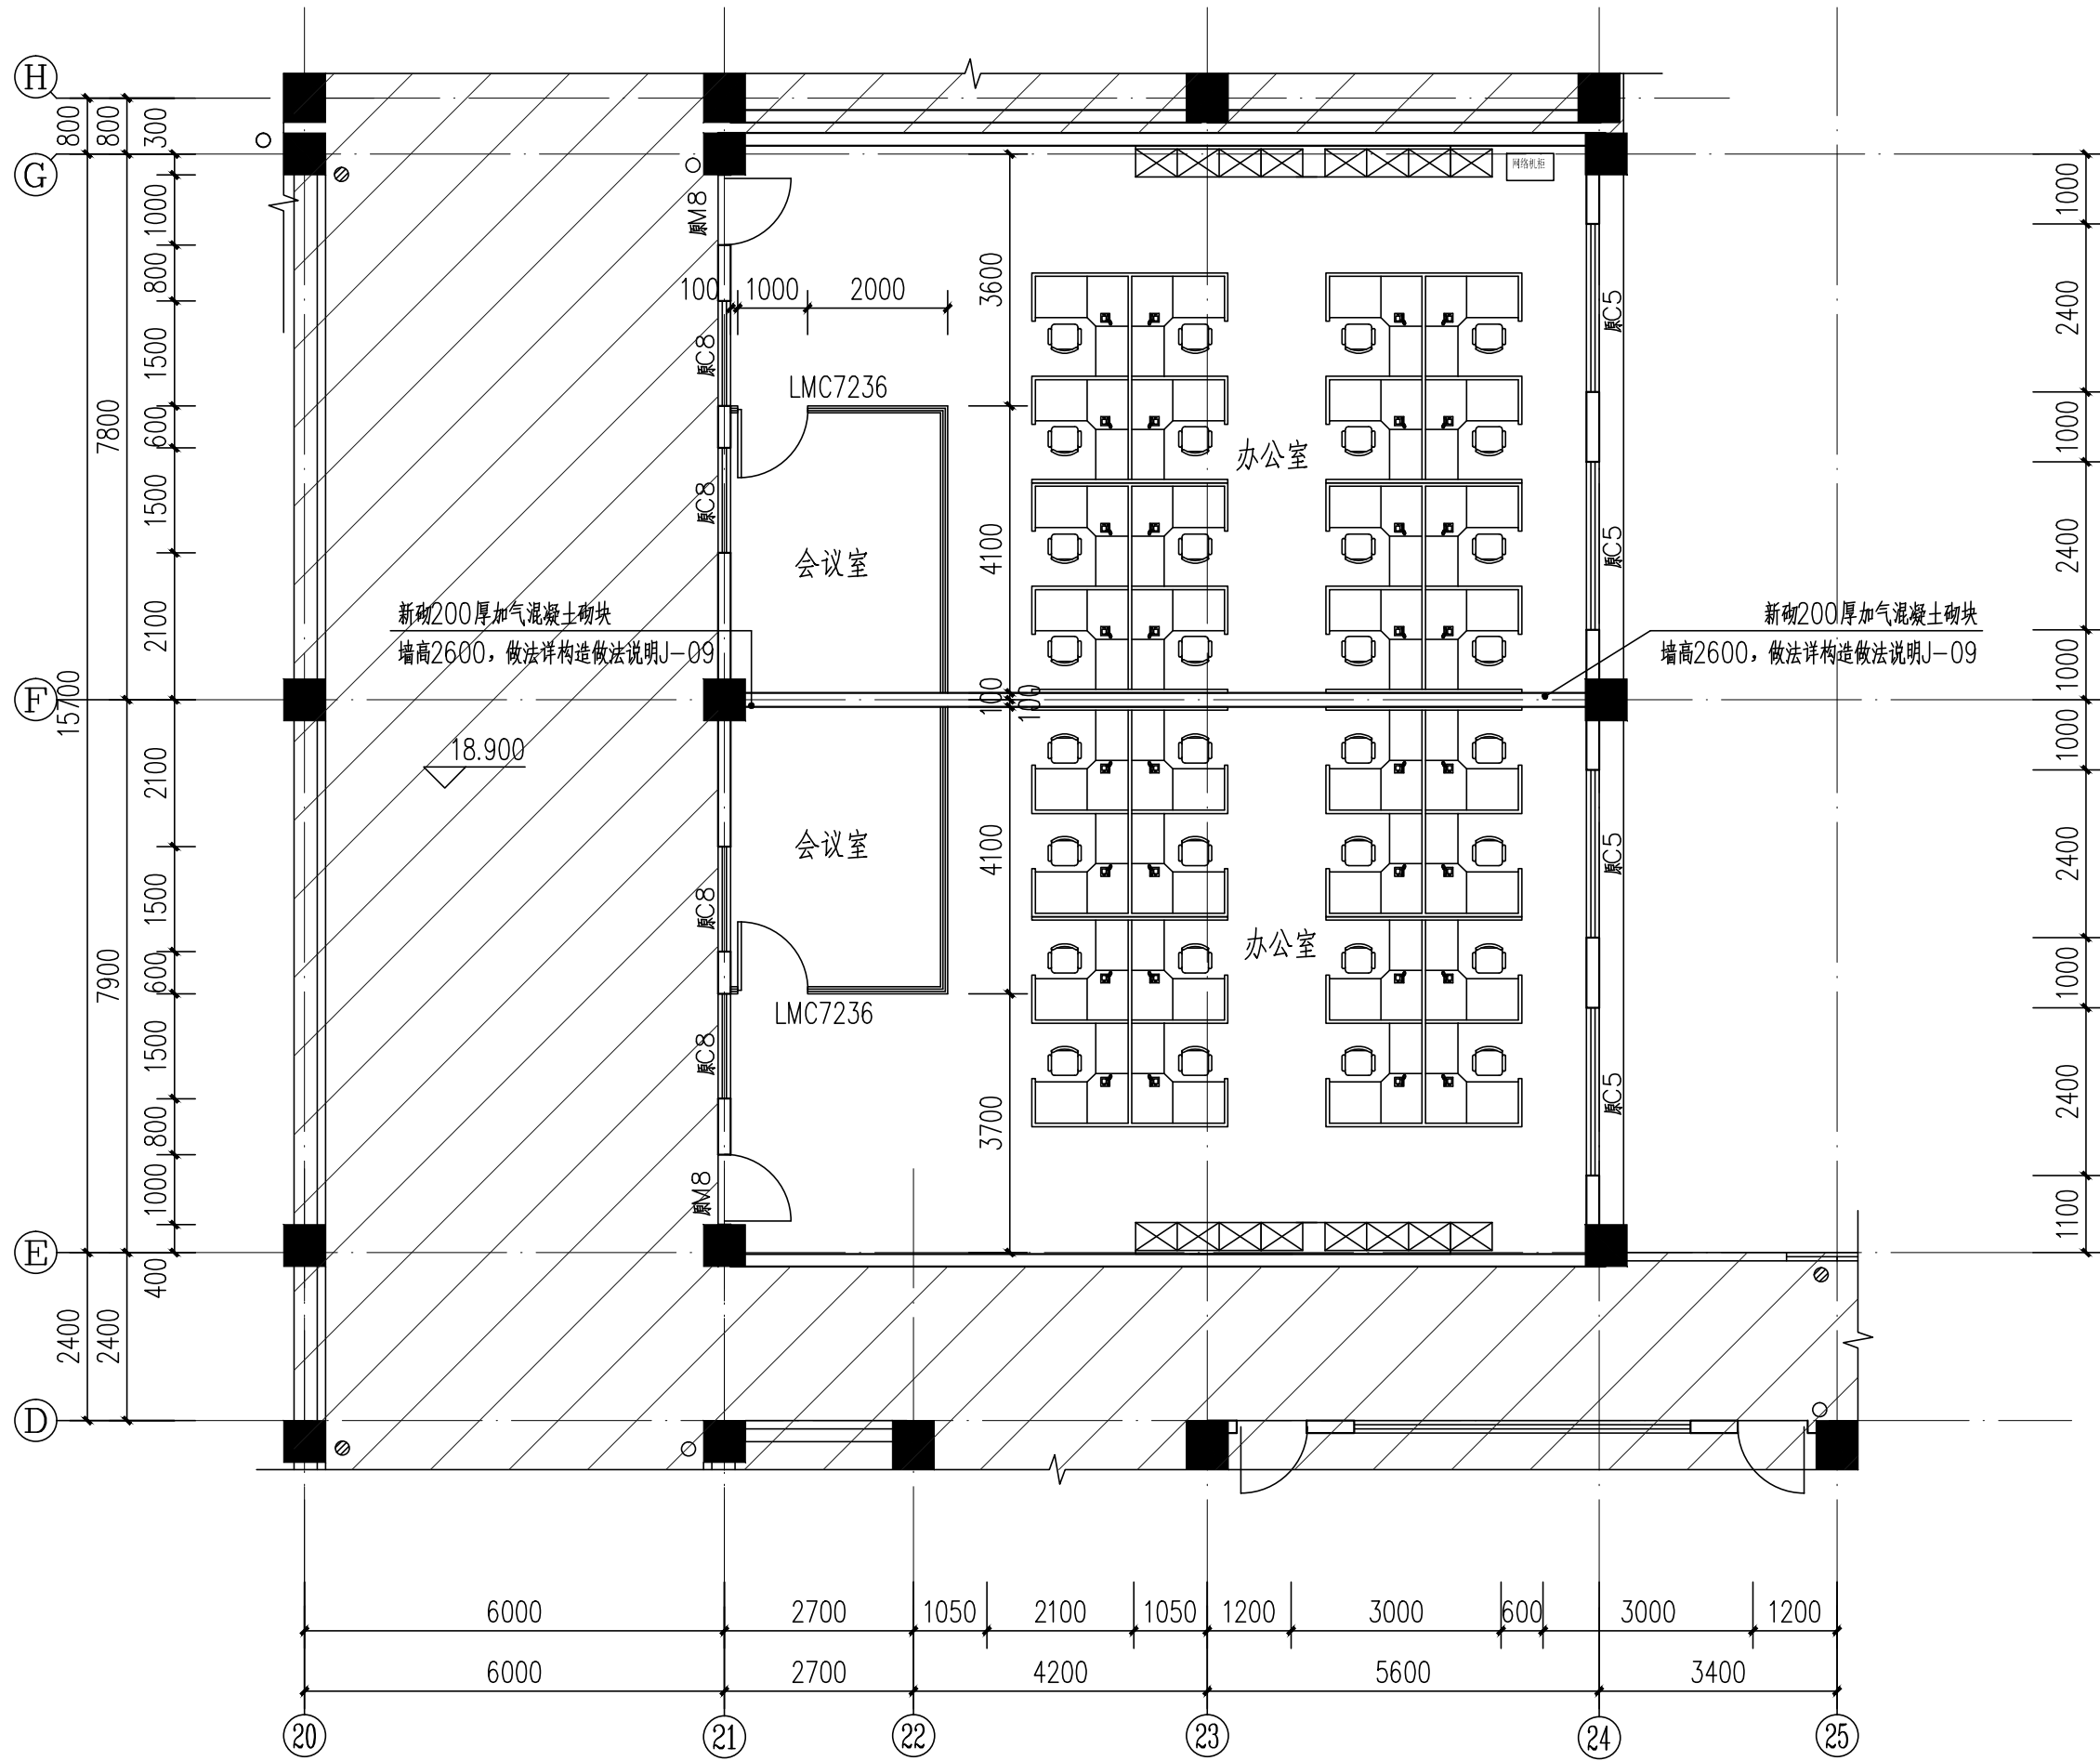 H
800
800
300
G
网络机柜
原M8
1000
800
1500
600
1500
2100
7800
15700
100
1000
2000
3600
原C8
LMC7236
原C8
办公室
4100
会议室
原C5
原C5
1000
2400
1000
2400
1000
新砌200厚加气混凝土砌块
墙高2600，做法详构造做法说明J-09
新砌200厚加气混凝土砌块
墙高2600，做法详构造做法说明J-09
F
100
100
18.900
2100
1500
600
1500
800
1000
400
7900
会议室
4100
原C8
办公室
LMC7236
原C8
3700
原M8
原C5
原C5
1000
2400
1000
2400
1100
E
2400
2400
D
6000
2700
1050
2100
1050
1200
3000
600
3000
1200
6000
2700
4200
5600
3400
20
21
22
23
24
25